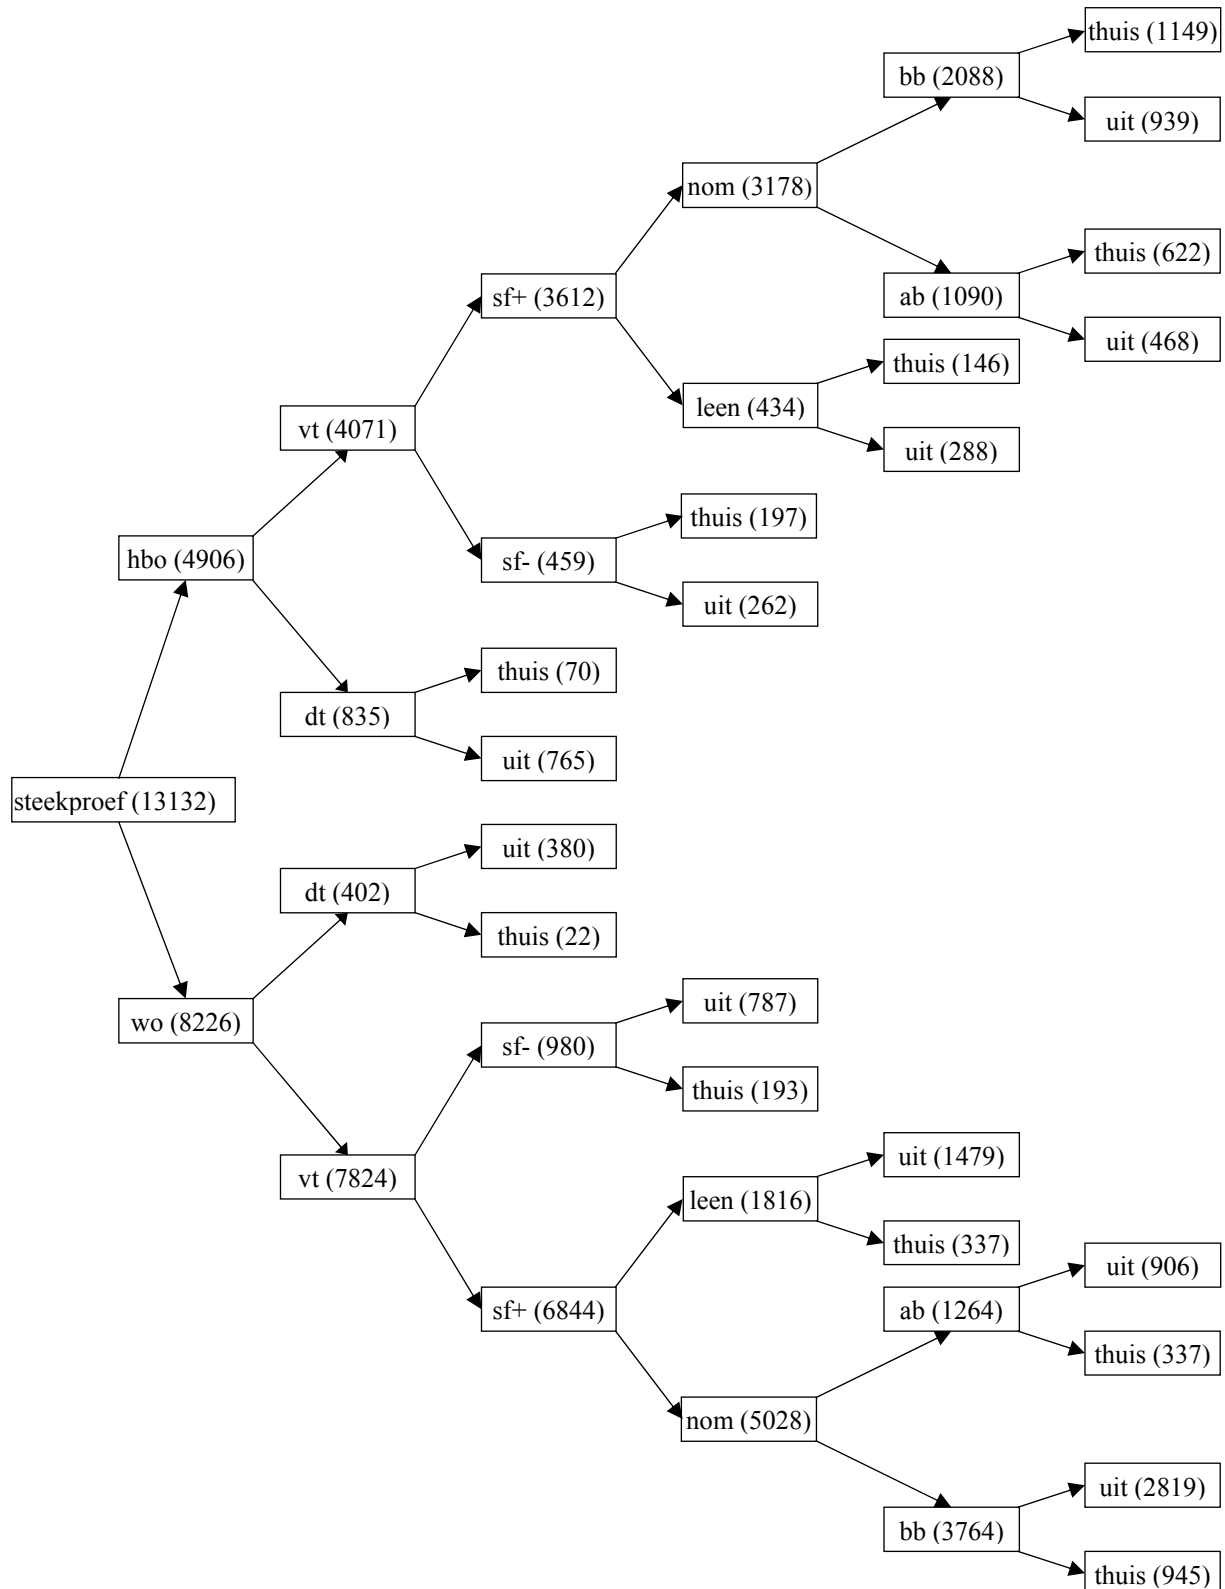 thuis (1149)
bb (2088)
uit (939)
nom (3178)
thuis (622)
sf+ (3612)
ab (1090)
uit (468)
thuis (146)
leen (434)
vt (4071)
uit (288)
thuis (197)
hbo (4906)
sf- (459)
uit (262)
thuis (70)
dt (835)
uit (765)
steekproef (13132)
uit (380)
dt (402)
thuis (22)
uit (787)
wo (8226)
sf- (980)
thuis (193)
uit (1479)
vt (7824)
leen (1816)
thuis (337)
uit (906)
sf+ (6844)
ab (1264)
thuis (337)
nom (5028)
uit (2819)
bb (3764)
thuis (945)